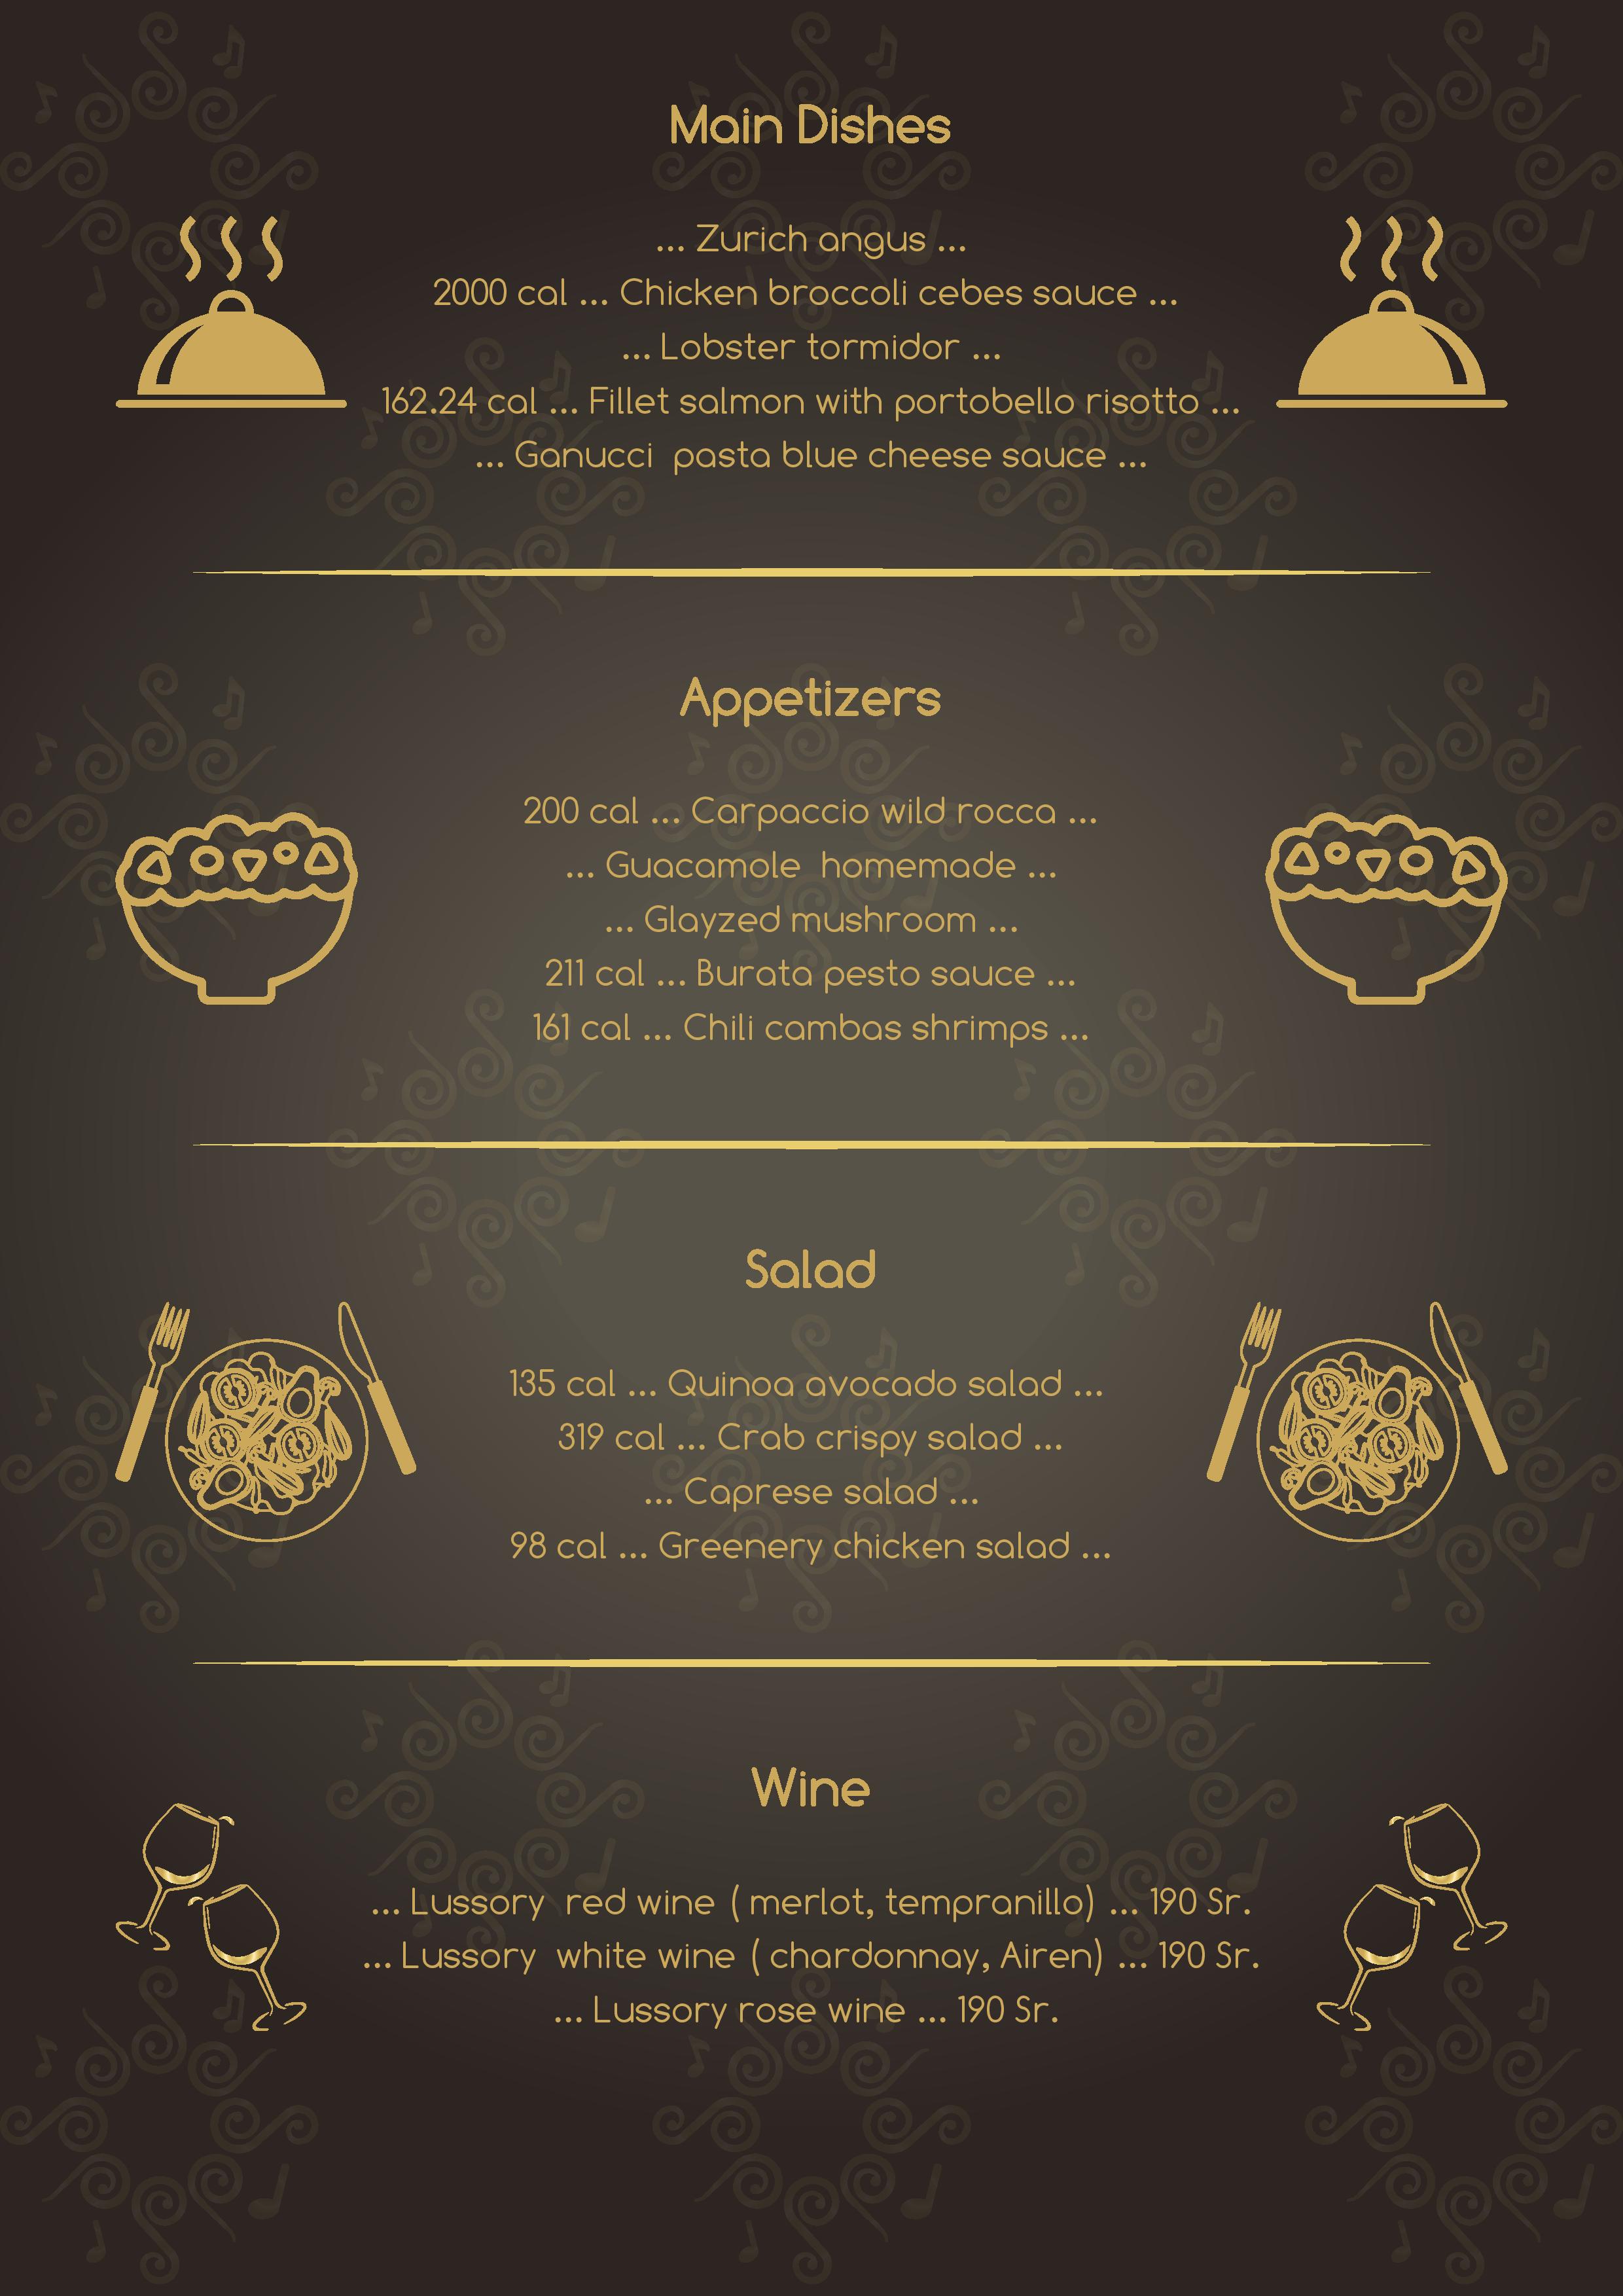 Main Dishes
... Zurich angus ...
2000 cal ... Chicken broccoli cebes sauce ...
... Lobster tormidor ...
162.24 cal ... Fillet salmon with portobello risotto ...
... Ganucci  pasta blue cheese sauce ...
Appetizers
200 cal ... Carpaccio wild rocca ...
... Guacamole  homemade ...
... Glayzed mushroom ...
211 cal ... Burata pesto sauce ...
161 cal ... Chili cambas shrimps ...
Salad
135 cal ... Quinoa avocado salad ...
319 cal ... Crab crispy salad ...
... Caprese salad ...
98 cal ... Greenery chicken salad ...
Wine
... Lussory  red wine ( merlot, tempranillo) ... 190 Sr.
... Lussory  white wine ( chardonnay, Airen) ... 190 Sr.
... Lussory rose wine ... 190 Sr.